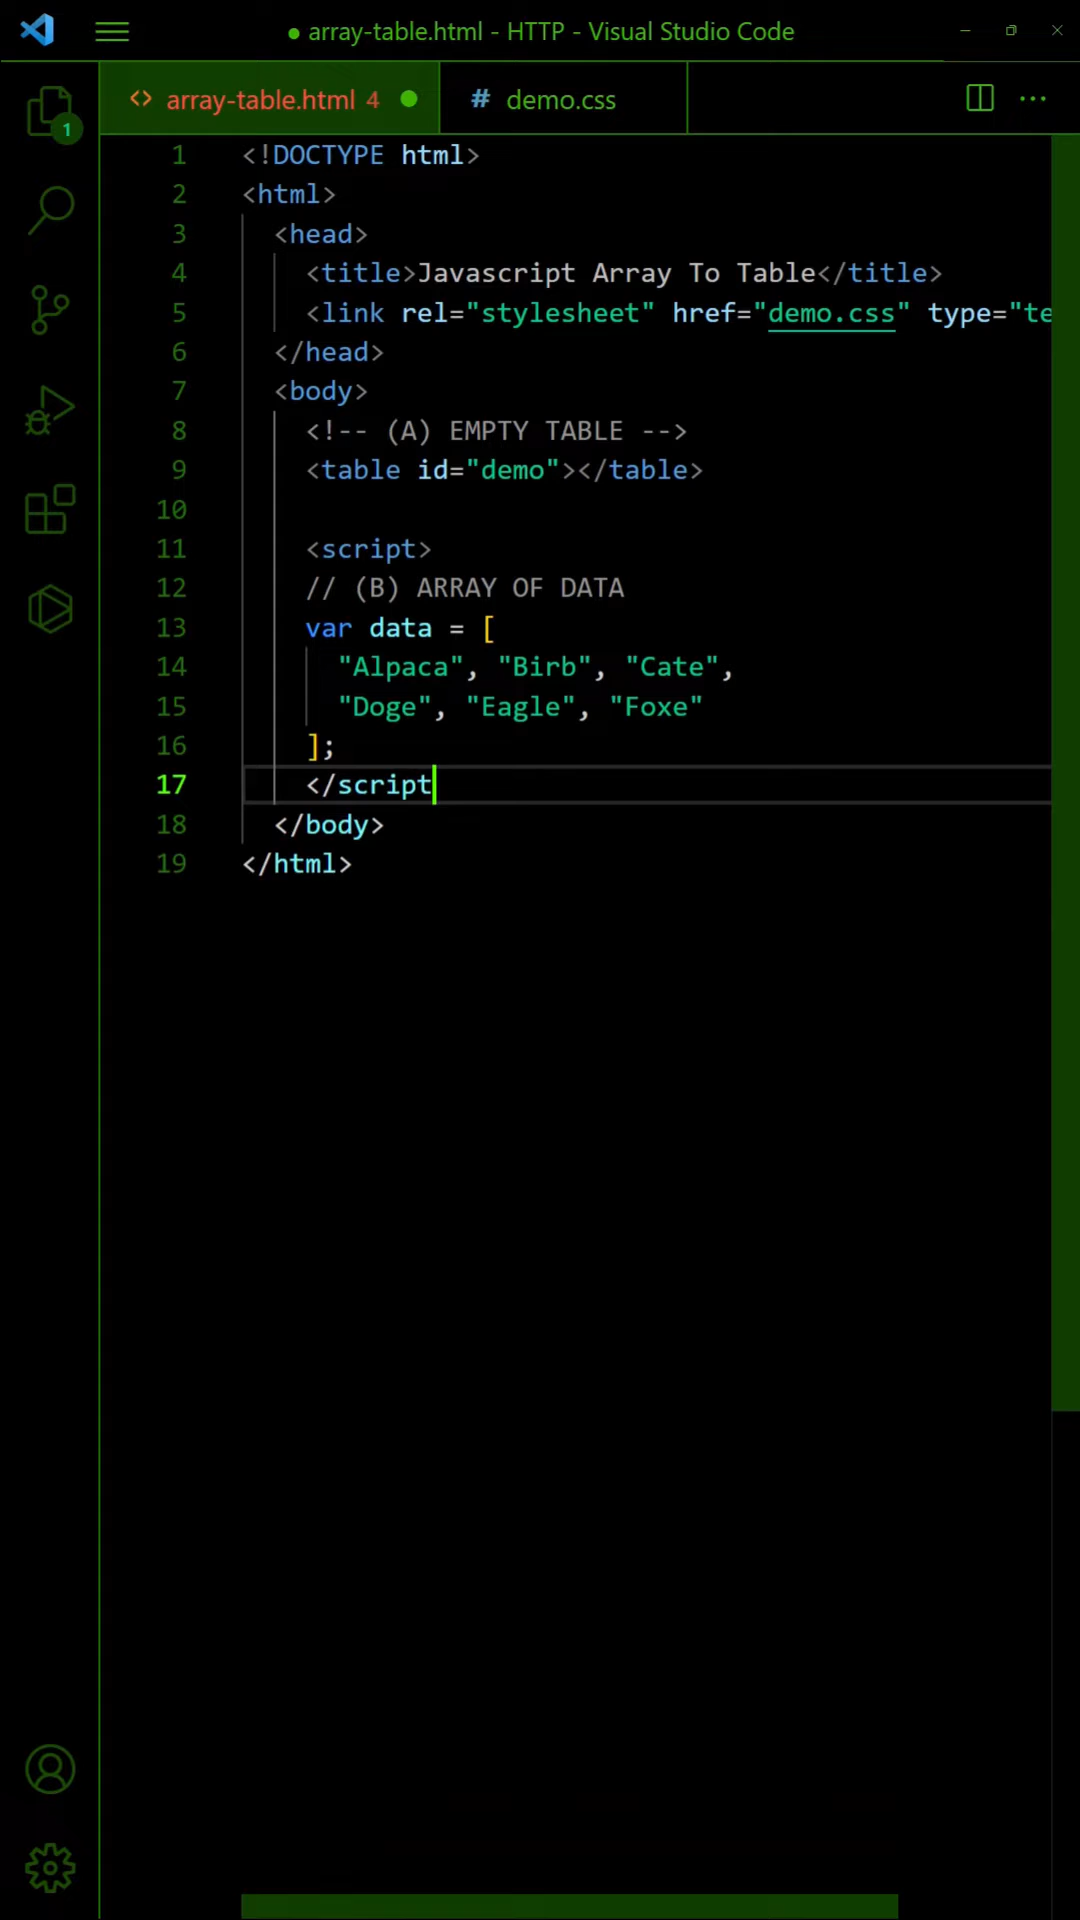 ● array-table.html - HTTP - Visual Studio Code
<> array-table.html 4 ● # demo.css
1
1 <!DOCTYPE html>
2 <html>
3   <head>
4     <title>Javascript Array To Table</title>
5     <link rel="stylesheet" href="demo.css" type="te
6   </head>
7   <body>
8     <!-- (A) EMPTY TABLE -->
9     <table id="demo"></table>
10
11     <script>
12     // (B) ARRAY OF DATA
13     var data = [
14       "Alpaca", "Birb", "Cate",
15       "Doge", "Eagle", "Foxe"
16     ];
17     </script
18   </body>
19 </html>